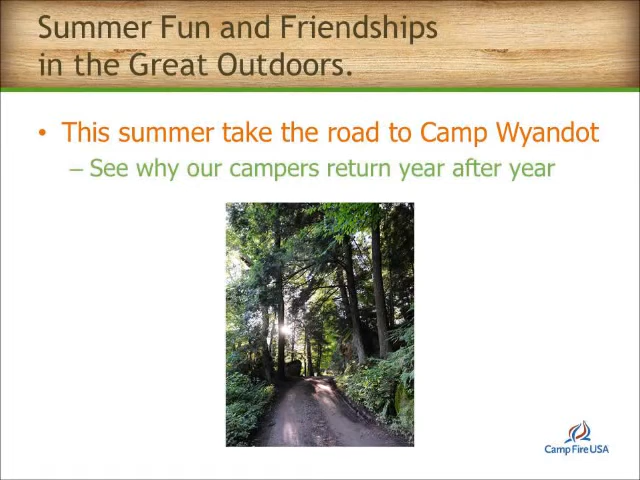 Summer Fun and Friendships
in the Great Outdoors.
• This summer take the road to Camp Wyandot
– See why our campers return year after year
Camp Fire USA